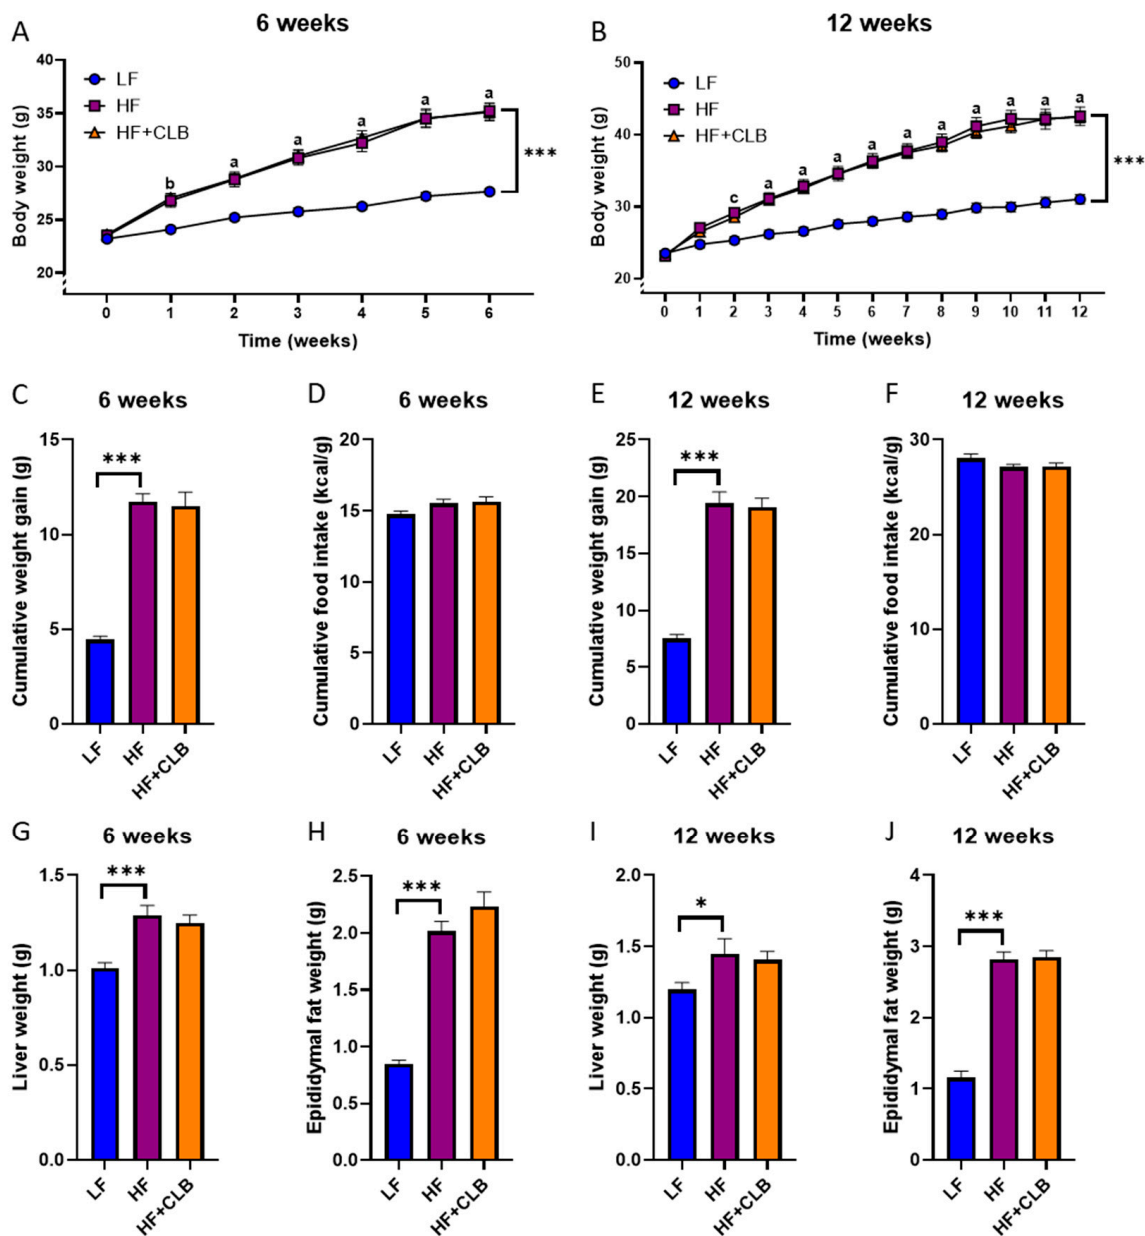 A
6 weeks
Body weight (g)
40
35
30
25
20
LF
HF
HF+CLB
b
a
a
a
a
a
***
0 1 2 3 4 5 6
Time (weeks)
B
12 weeks
Body weight (g)
50
40
30
20
LF
HF
HF+CLB
c
a
a
a
a
a
a
a
a
a
a
***
0 1 2 3 4 5 6 7 8 9 10 11 12
Time (weeks)
C
6 weeks
Cumulative weight gain (g)
15
10
5
0
***
LF
HF
HF+CLB
D
6 weeks
Cumulative food intake (kcal/g)
20
15
10
5
0
LF
HF
HF+CLB
E
12 weeks
Cumulative weight gain (g)
25
20
15
10
5
0
***
LF
HF
HF+CLB
F
12 weeks
Cumulative food intake (kcal/g)
30
20
10
0
LF
HF
HF+CLB
G
6 weeks
Liver weight (g)
1.5
1.0
0.5
0.0
***
LF
HF
HF+CLB
H
6 weeks
Epididymal fat weight (g)
2.5
2.0
1.5
1.0
0.5
0.0
***
LF
HF
HF+CLB
I
12 weeks
Liver weight (g)
2.0
1.5
1.0
0.5
0.0
*
LF
HF
HF+CLB
J
12 weeks
Epididymal fat weight (g)
4
3
2
1
0
***
LF
HF
HF+CLB